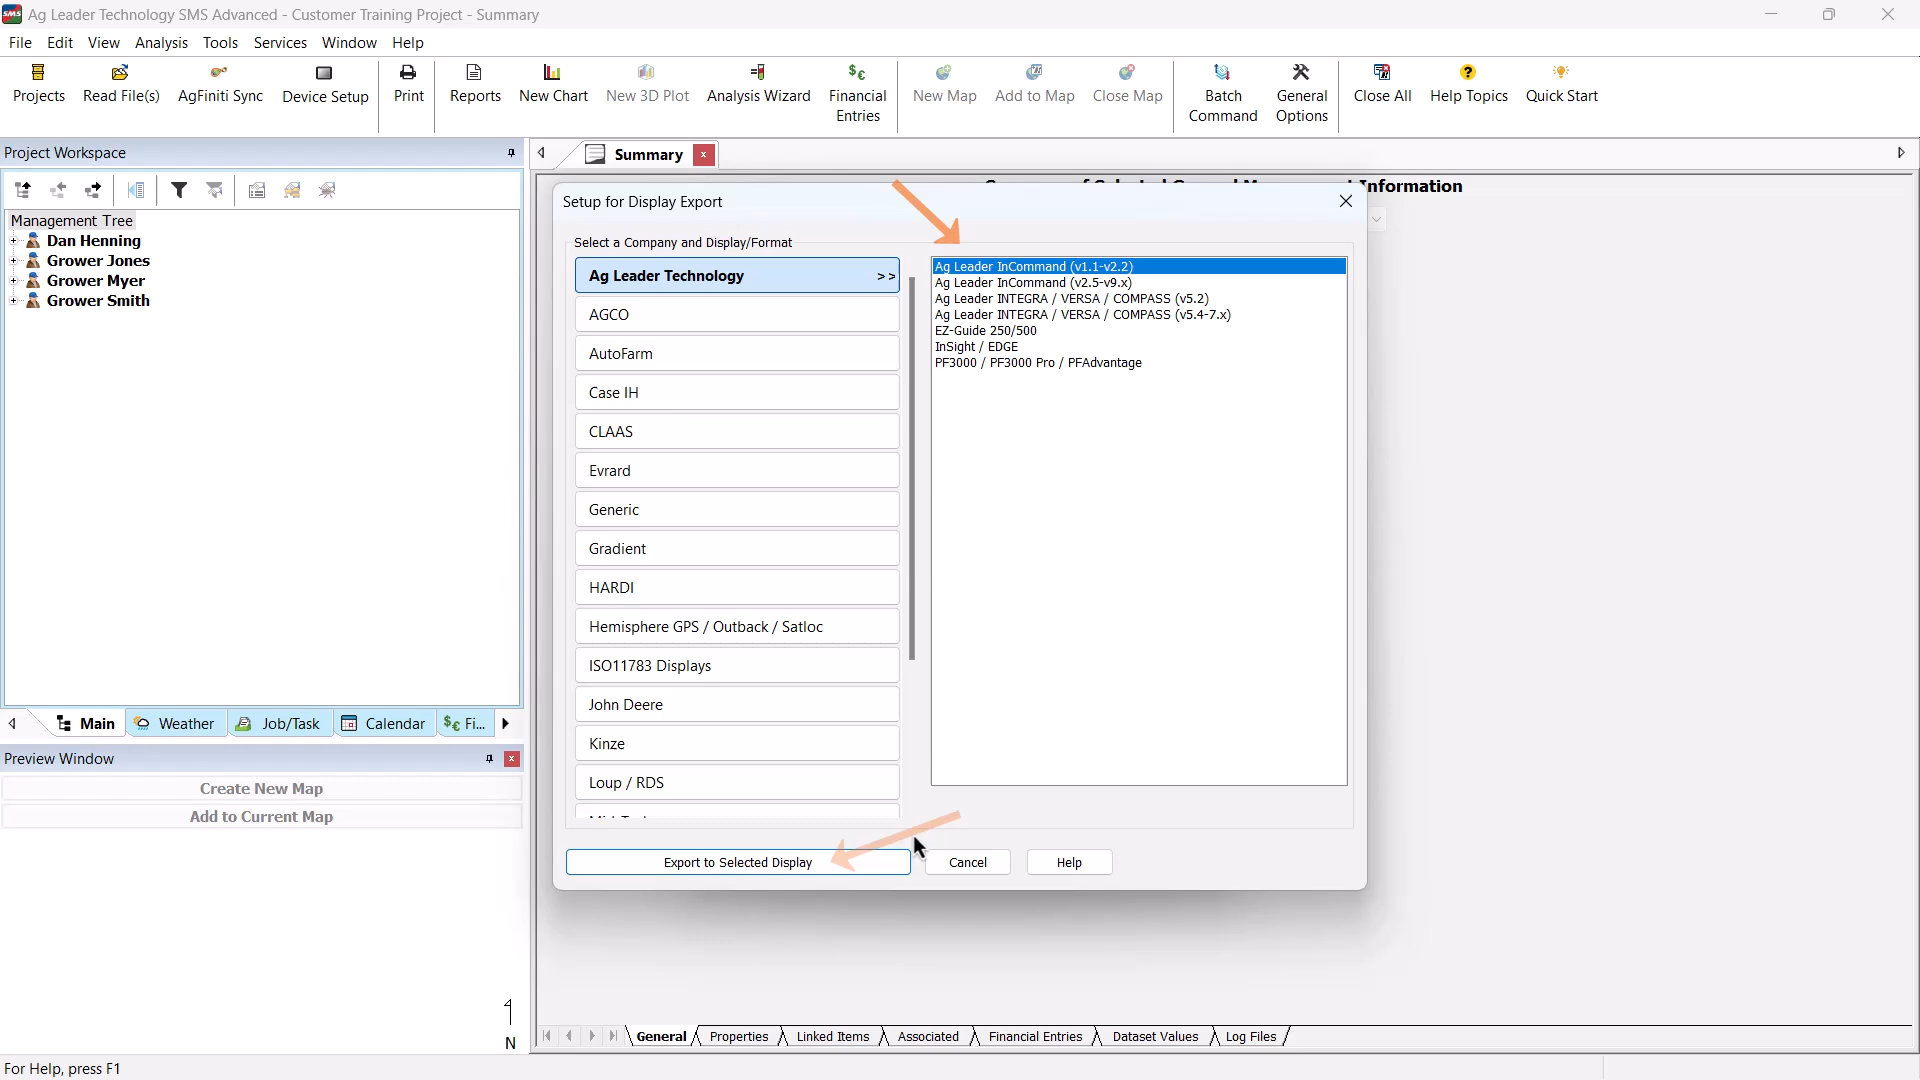 SMS Ag Leader Technology SMS Advanced - Customer Training Project - Summary
File Edit View Analysis Tools Services Window Help
Projects Read File(s) AgFiniti Sync Device Setup Print Reports New Chart New 3D Plot Analysis Wizard Financial Entries New Map Add to Map Close Map Batch Command General Options Close All Help Topics Quick Start
Project Workspace
Management Tree
Dan Henning
Grower Jones
Grower Myer
Grower Smith
Main Weather Job/Task Calendar Fi...
Preview Window
Create New Map
Add to Current Map
N
Summary
Information
Setup for Display Export
Select a Company and Display/Format
Ag Leader Technology >>
AGCO
AutoFarm
Case IH
CLAAS
Evrard
Generic
Gradient
HARDI
Hemisphere GPS / Outback / Satloc
ISO11783 Displays
John Deere
Kinze
Loup / RDS
Ag Leader InCommand (v1.1-v2.2)
Ag Leader InCommand (v2.5-v9.x)
Ag Leader INTEGRA / VERSA / COMPASS (v5.2)
Ag Leader INTEGRA / VERSA / COMPASS (v5.4-7.x)
EZ-Guide 250/500
InSight / EDGE
PF3000 / PF3000 Pro / PFAdvantage
Export to Selected Display Cancel Help
General Properties Linked Items Associated Financial Entries Dataset Values Log Files
For Help, press F1